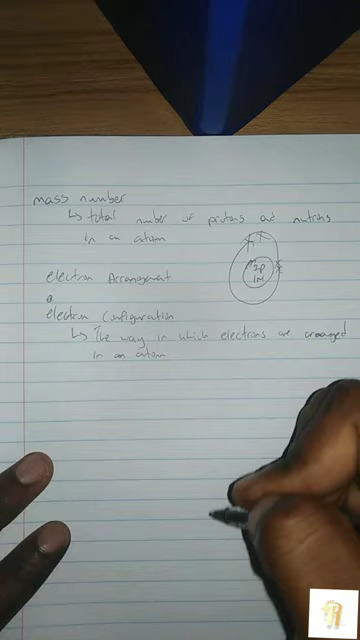 mass number
↳ total number of protons and nutrons
in an atom
electron Arrangement
electron Configuration
↳ The way in which electrons are arranged
in an atom